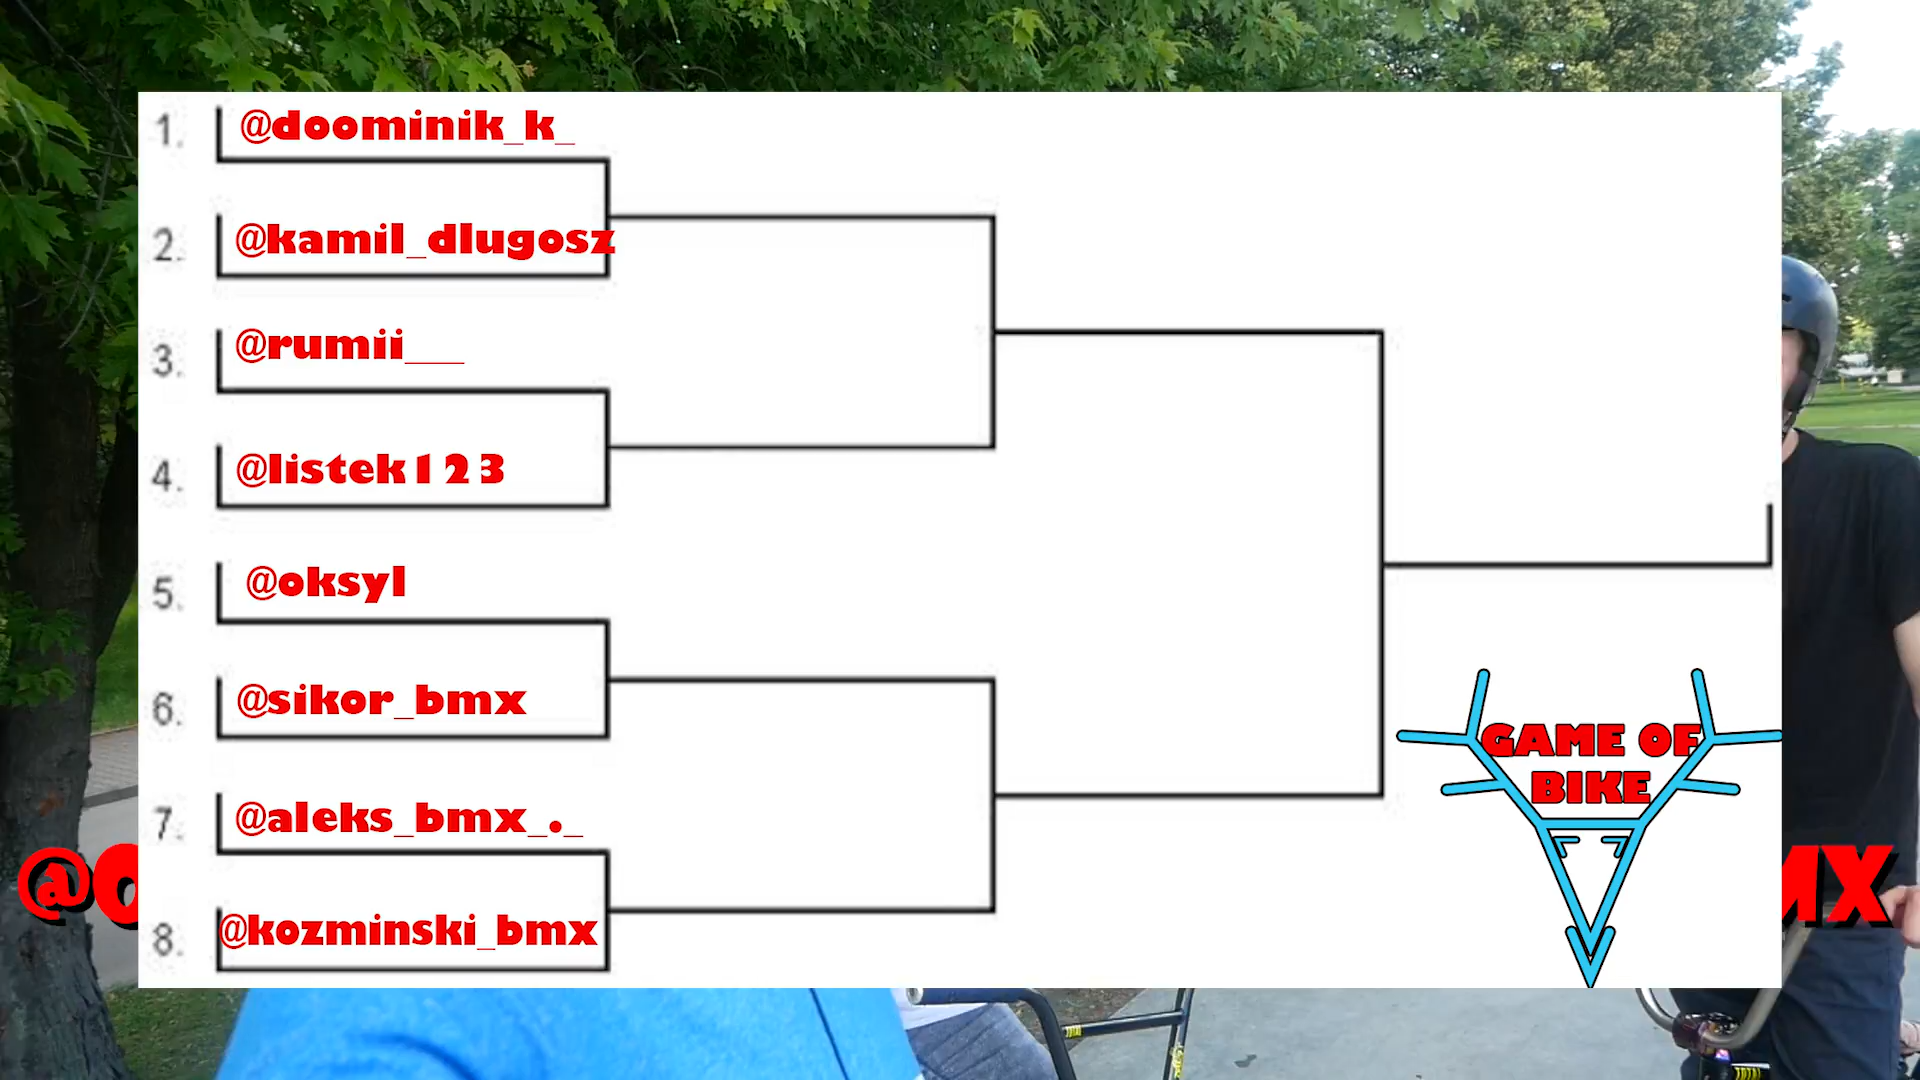 1. @doominik_k_
2. @kamil_dlugosz
3. @rumii___
4. @listek123
5. @oksyl
6. @sikor_bmx
7. @aleks_bmx_._
8. @kozminski_bmx
GAME OF
BIKE